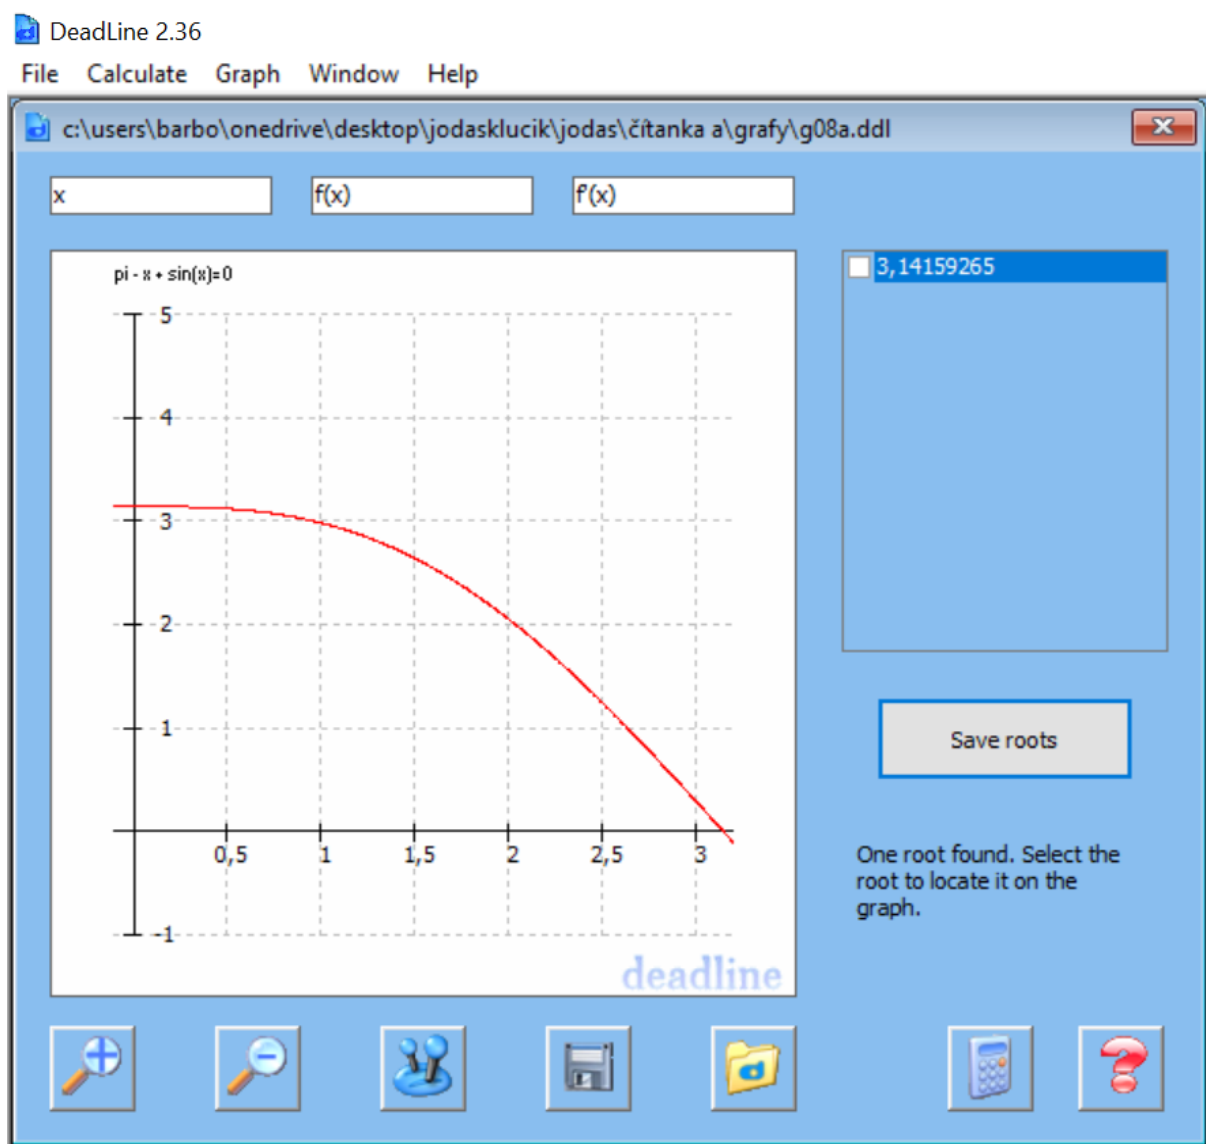 DeadLine 2.36
File Calculate Graph Window Help
c:\users\barbo\onedrive\desktop\jodasklucik\jodas\čítanka a\grafy\g08a.ddl
x f(x) f'(x)
pi - x + sin(x)=0
5
4
3
2
1
-1
0,5 1 1,5 2 2,5 3
deadline
3,14159265
Save roots
One root found. Select the
root to locate it on the
graph.